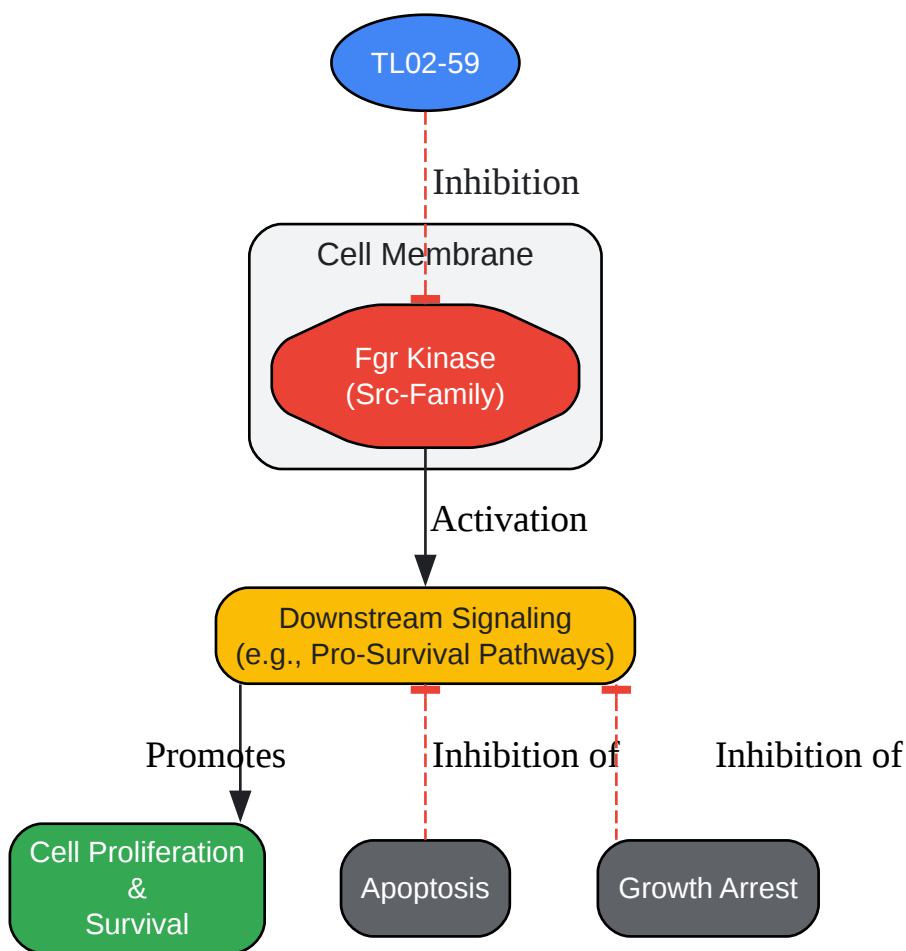 TL02-59
Inhibition
Cell Membrane
Fgr Kinase
(Src-Family)
Activation
Downstream Signaling
(e.g., Pro-Survival Pathways)
Promotes
Inhibition of
Inhibition of
Cell Proliferation
&
Survival
Apoptosis
Growth Arrest